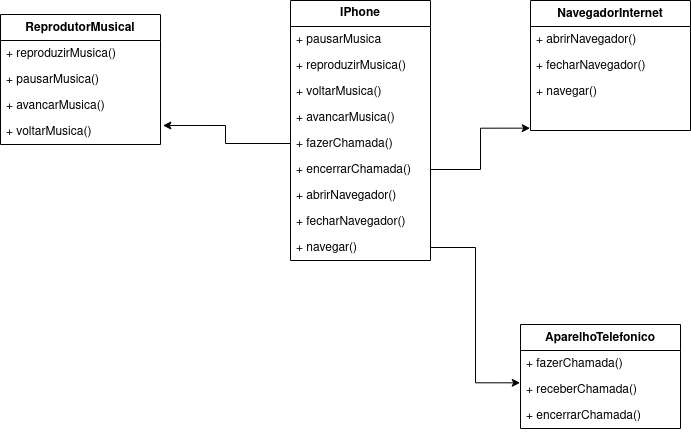 ReprodutorMusical
+ reproduzirMusica()
+ pausarMusica()
+ avancarMusica()
+ voltarMusica()
IPhone
+ pausarMusica
+ reproduzirMusica()
+ voltarMusica()
+ avancarMusica()
+ fazerChamada()
+ encerrarChamada()
+ abrirNavegador()
+ fecharNavegador()
+ navegar()
NavegadorInternet
+ abrirNavegador()
+ fecharNavegador()
+ navegar()
AparelhoTelefonico
+ fazerChamada()
+ receberChamada()
+ encerrarChamada()